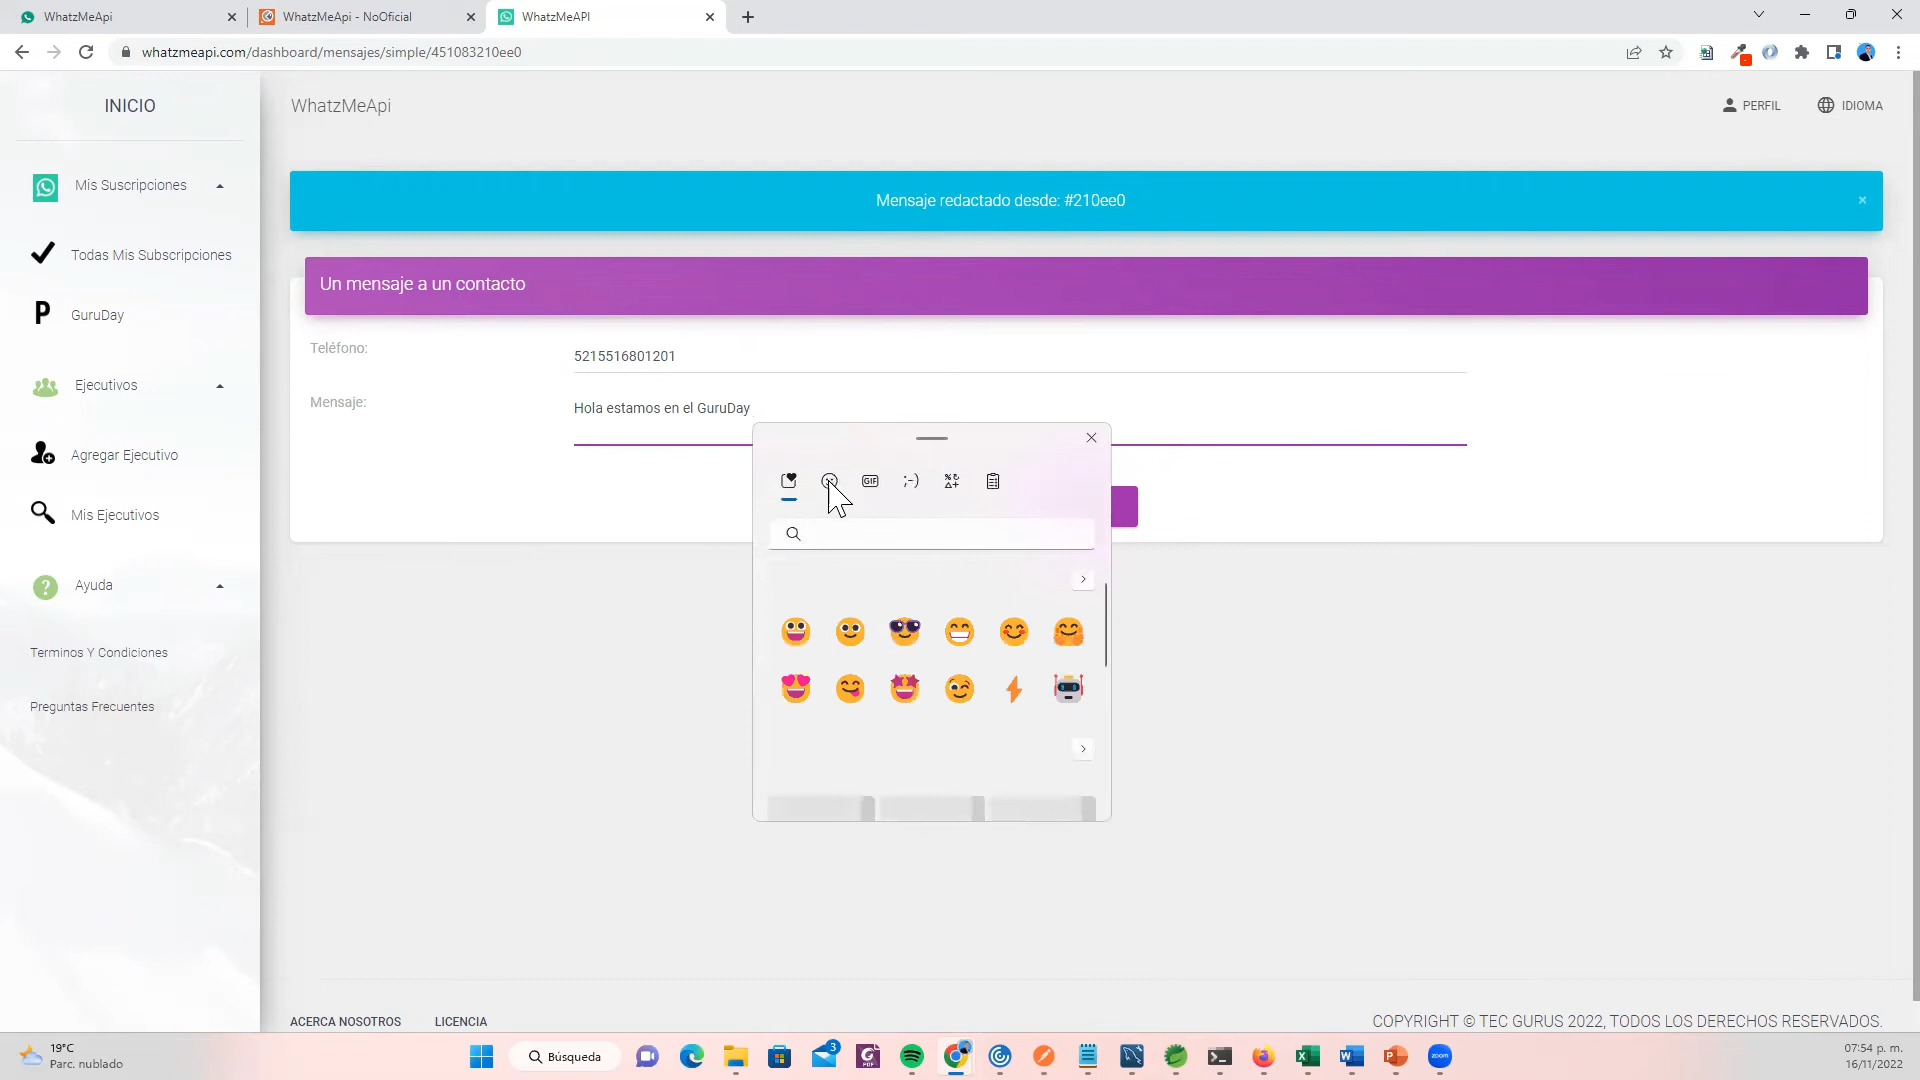 WhatzMeApi
WhatzMeApi - NoOficial
WhatzMeAPI
whatzmeapi.com/dashboard/mensajes/simple/451083210ee0
INICIO
WhatzMeApi
PERFIL
IDIOMA
Mis Suscripciones
Mensaje redactado desde: #210ee0
×
Todas Mis Subscripciones
Un mensaje a un contacto
P
GuruDay
Teléfono:
5215516801201
Ejecutivos
Mensaje:
Hola estamos en el GuruDay
Agregar Ejecutivo
GIF
;-)
Mis Ejecutivos
?
Ayuda
Terminos Y Condiciones
Preguntas Frecuentes
ACERCA NOSOTROS
LICENCIA
COPYRIGHT © TEC GURUS 2022, TODOS LOS DERECHOS RESERVADOS.
19°C
Parc. nublado
Búsqueda
3
zoom
07:54 p. m.
16/11/2022